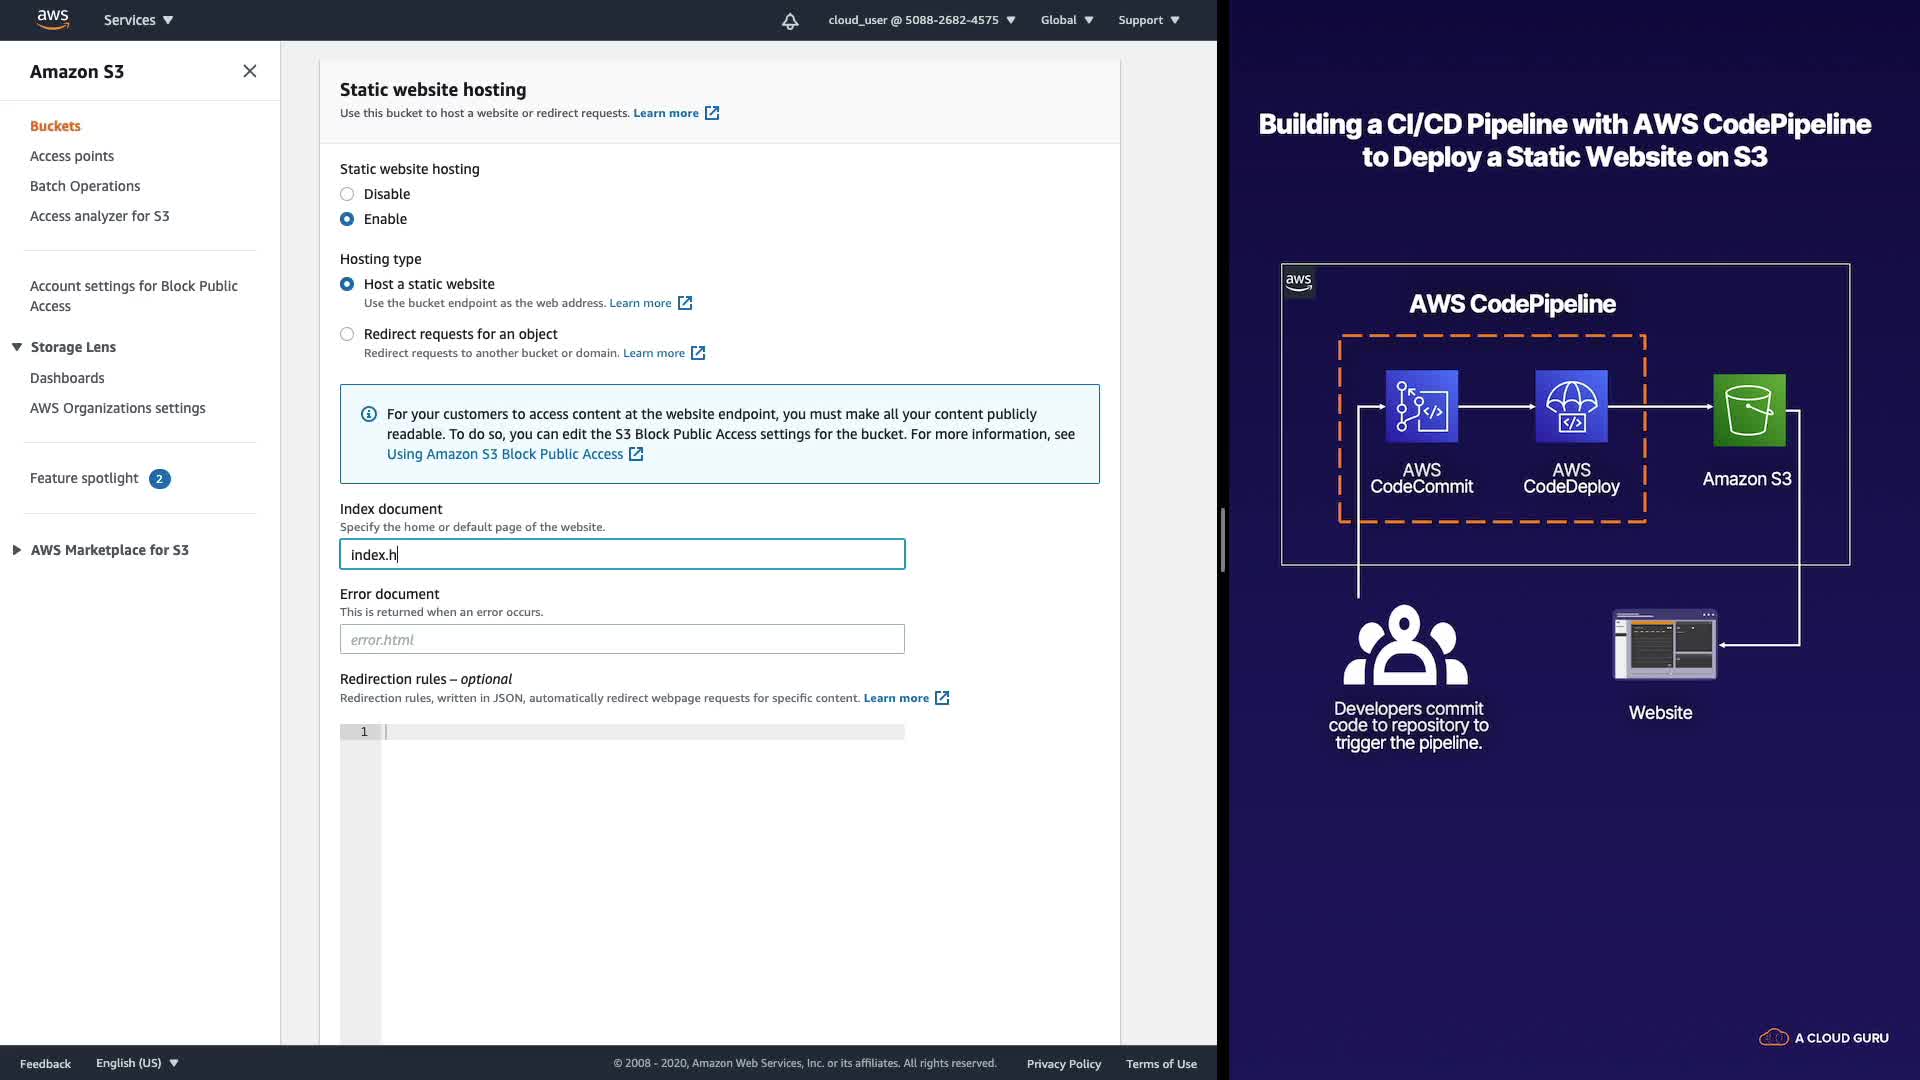 aws
Services
cloud_user @ 5088-2682-4575
Global
Support
Amazon S3
Buckets
Access points
Batch Operations
Access analyzer for S3
Account settings for Block Public
Access
Storage Lens
Dashboards
AWS Organizations settings
Feature spotlight 2
AWS Marketplace for S3
Static website hosting
Use this bucket to host a website or redirect requests. Learn more
Static website hosting
Disable
Enable
Hosting type
Host a static website
Use the bucket endpoint as the web address. Learn more
Redirect requests for an object
Redirect requests to another bucket or domain. Learn more
For your customers to access content at the website endpoint, you must make all your content publicly
readable. To do so, you can edit the S3 Block Public Access settings for the bucket. For more information, see
Using Amazon S3 Block Public Access
Index document
Specify the home or default page of the website.
index.h
Error document
This is returned when an error occurs.
error.html
Redirection rules – optional
Redirection rules, written in JSON, automatically redirect webpage requests for specific content. Learn more
1
Feedback
English (US)
© 2008 - 2020, Amazon Web Services, Inc. or its affiliates. All rights reserved.
Privacy Policy
Terms of Use
Building a CI/CD Pipeline with AWS CodePipeline
to Deploy a Static Website on S3
aws
AWS CodePipeline
AWS
CodeCommit
AWS
CodeDeploy
Amazon S3
Developers commit
code to repository to
trigger the pipeline.
Website
A CLOUD GURU